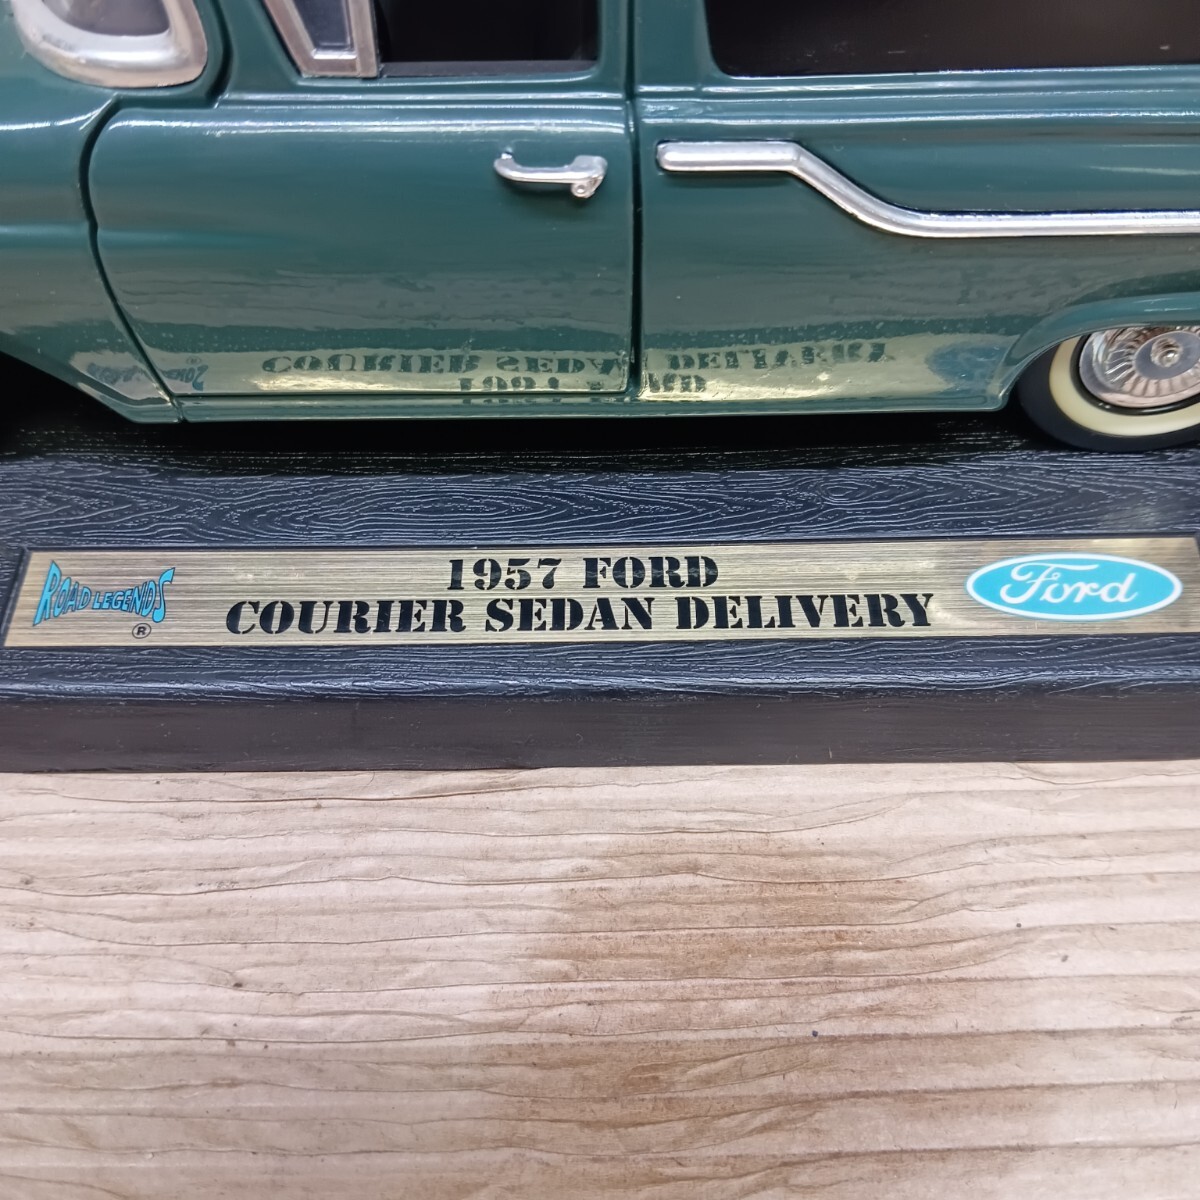 ROAD LEGENDS
®
1957 FORD
COURIER SEDAN DELIVERY
Ford